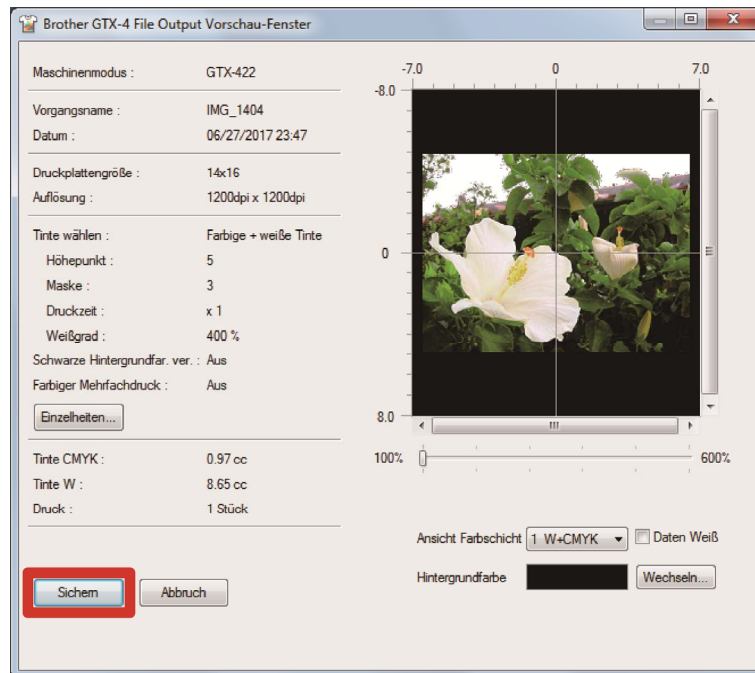 Brother GTX-4 File Output Vorschau-Fenster
Maschinenmodus : GTX-422
Vorgangsname : IMG_1404
Datum : 06/27/2017 23:47
Druckplattengröße : 14x16
Auflösung : 1200dpi x 1200dpi
Tinte wählen : Farbige + weiße Tinte
Höhepunkt : 5
Maske : 3
Druckzeit : x 1
Weißgrad : 400 %
Schwarze Hintergrundfar. ver. : Aus
Farbiger Mehrfachdruck : Aus
Einzelheiten...
Tinte CMYK : 0.97 cc
Tinte W : 8.65 cc
Druck : 1 Stück
Sichern Abbruch
-7.0 0 7.0
-8.0
0
8.0
100% 600%
Ansicht Farbschicht 1 W+CMYK Daten Weiß
Hintergrundfarbe Wechseln...